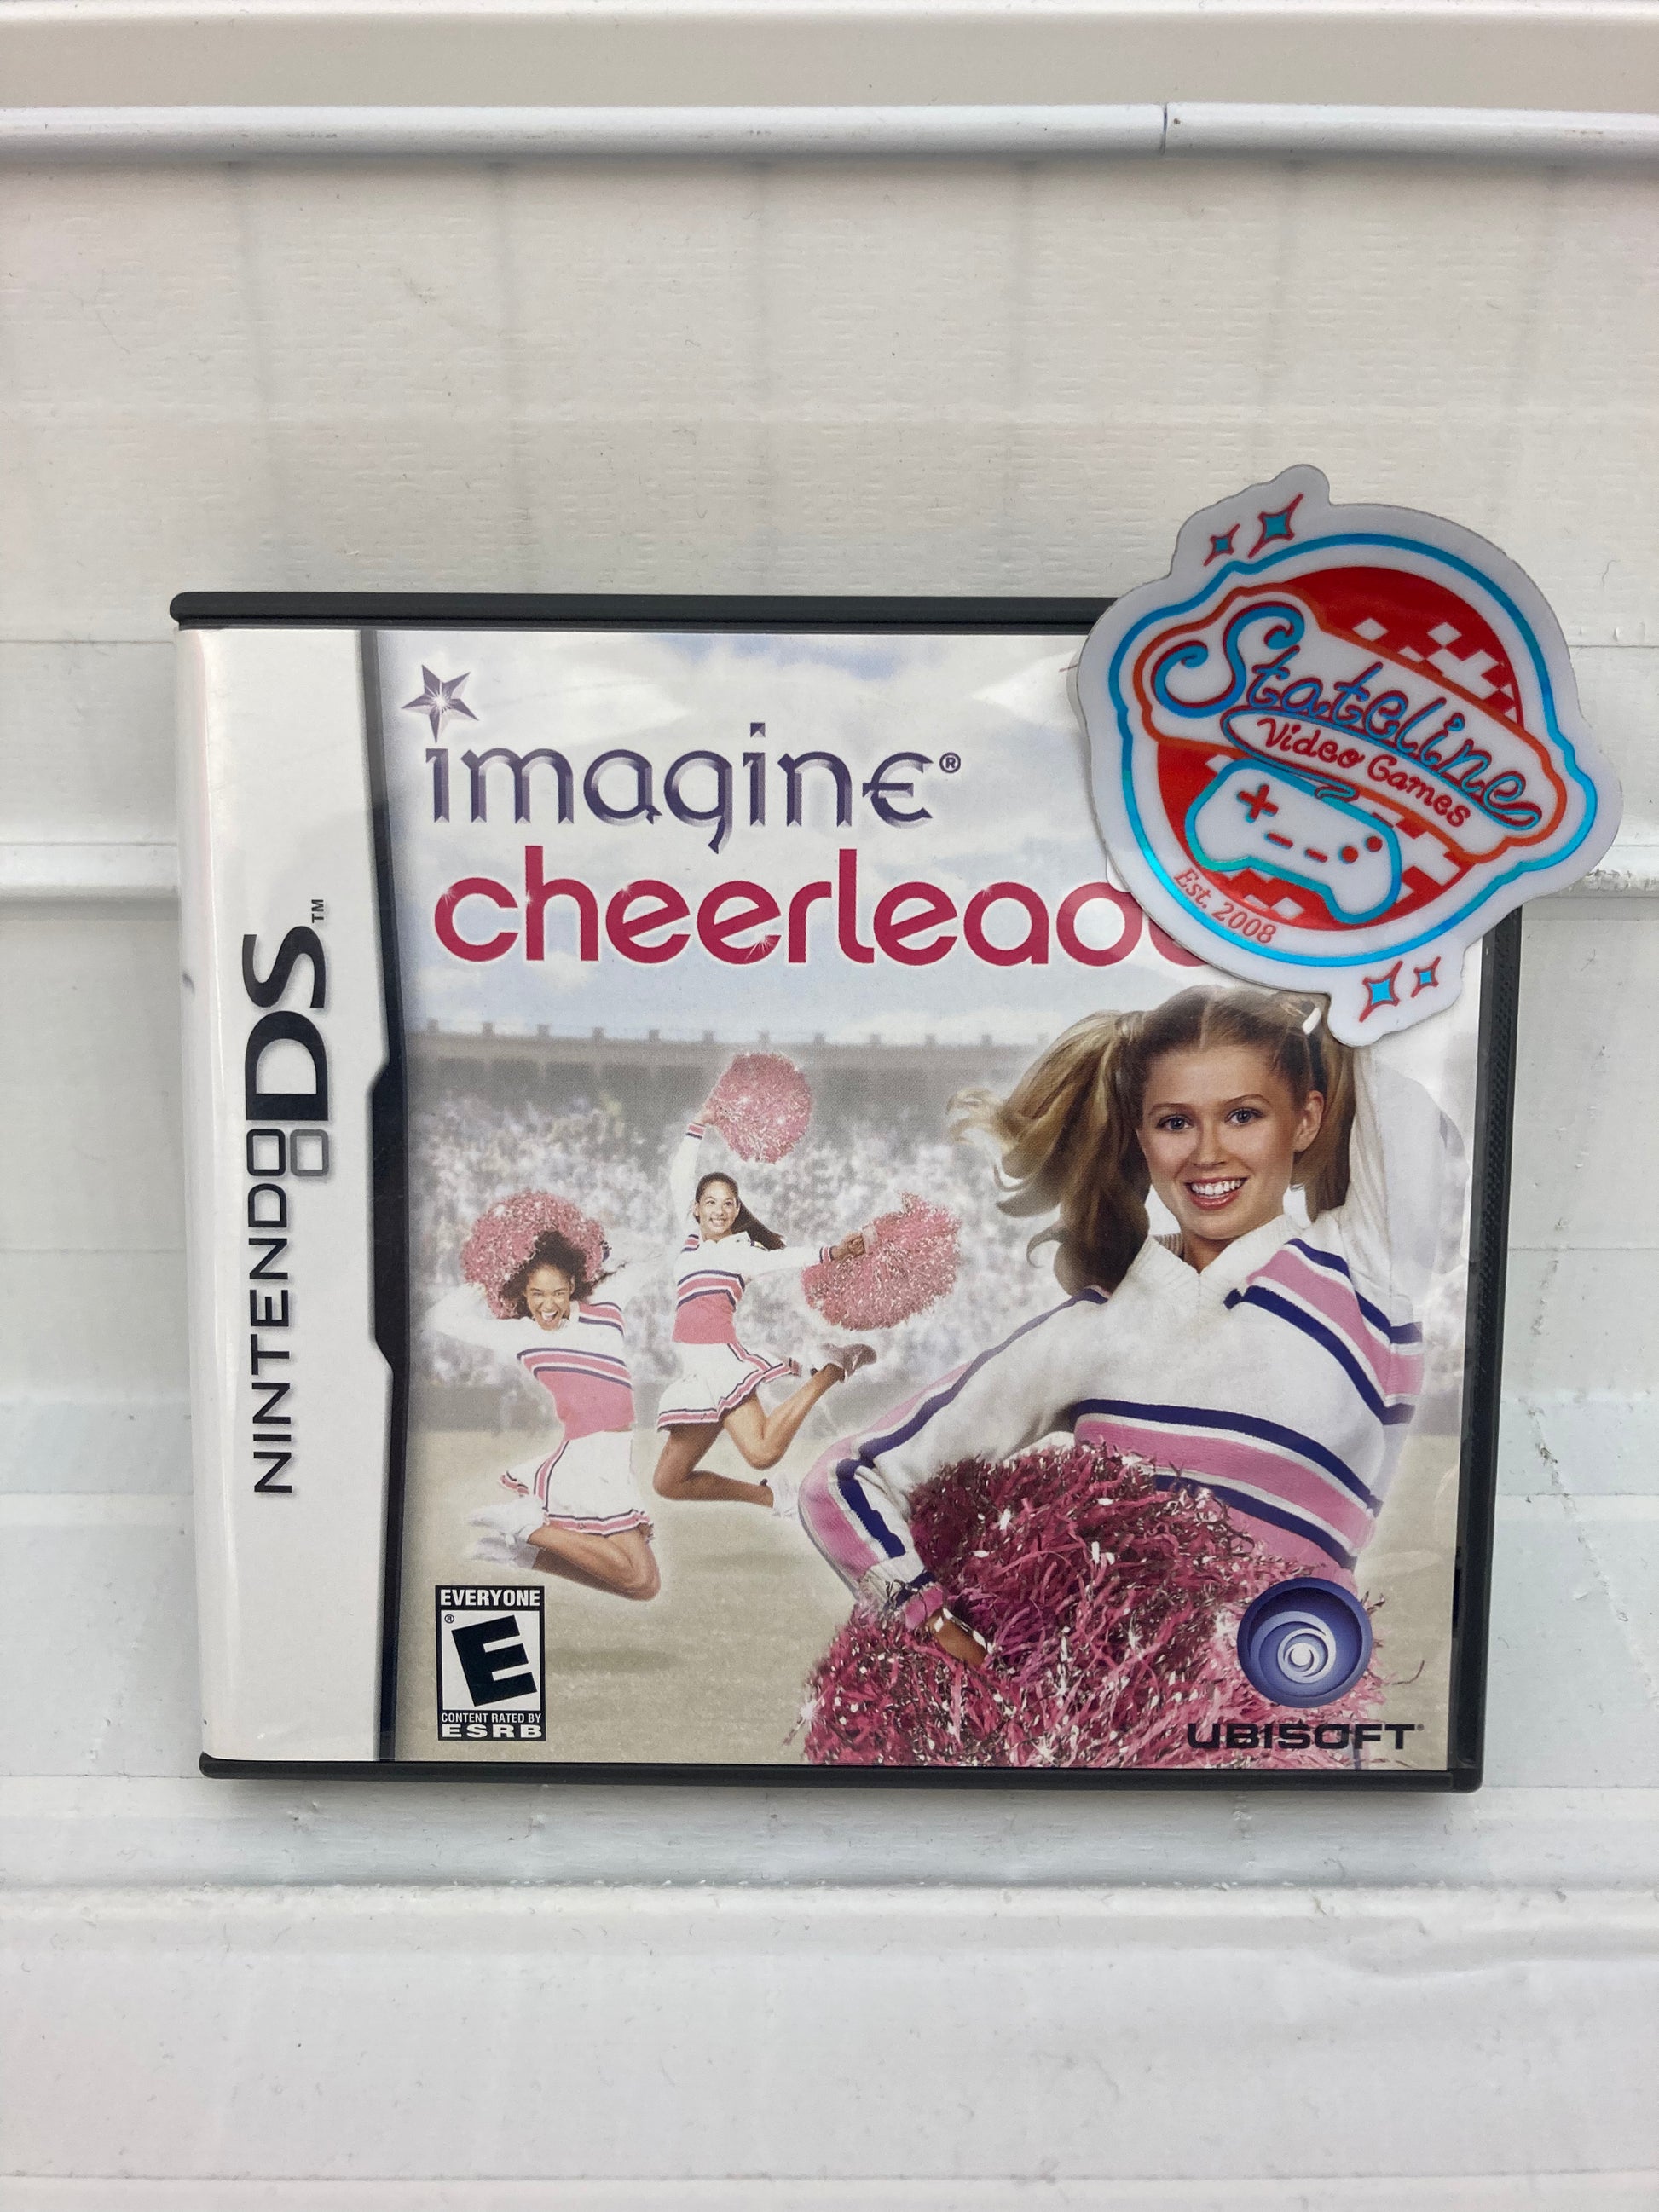 imagine®
cheerlead
Stateline
Video Games
Est. 2008
NINTENDO DS™
EVERYONE
E®
CONTENT RATED BY
ESRB
UBISOFT®